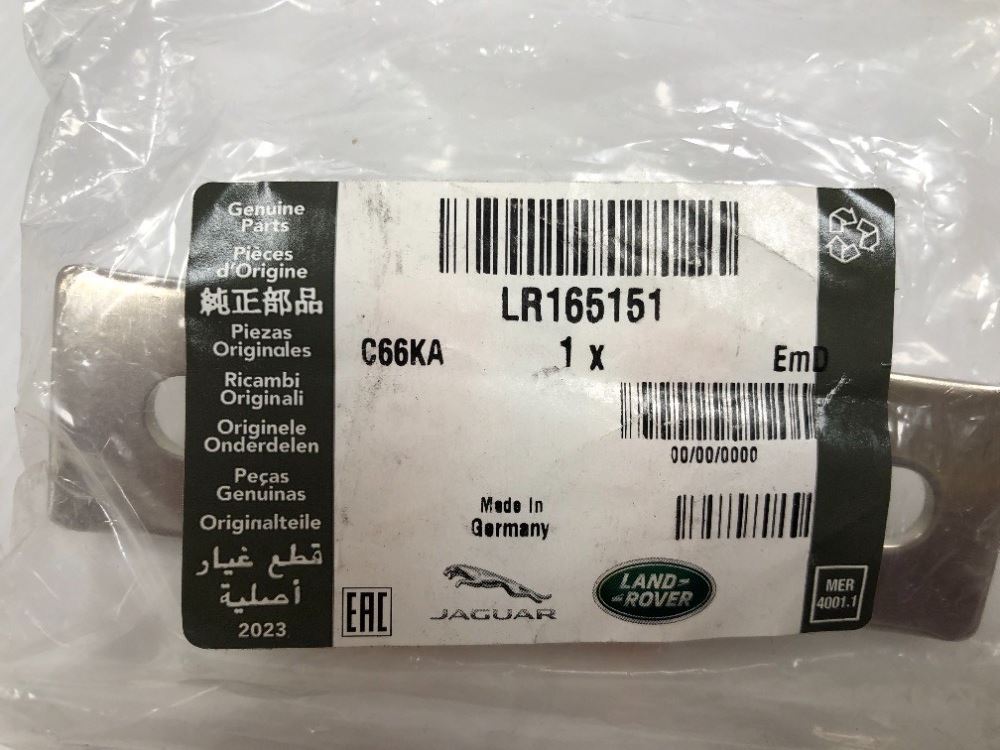 Genuine
Parts
Pièces
d'Origine
純正部品
Piezas
Originales
Ricambi
Originali
Originele
Onderdelen
Peças
Genuinas
Originalteile
قطع غيار
أصلية
2023
LR165151
C66KA 1 x EmD
00/00/0000
Made In
Germany
EAC
JAGUAR
LAND-
ROVER
MER
4001.1